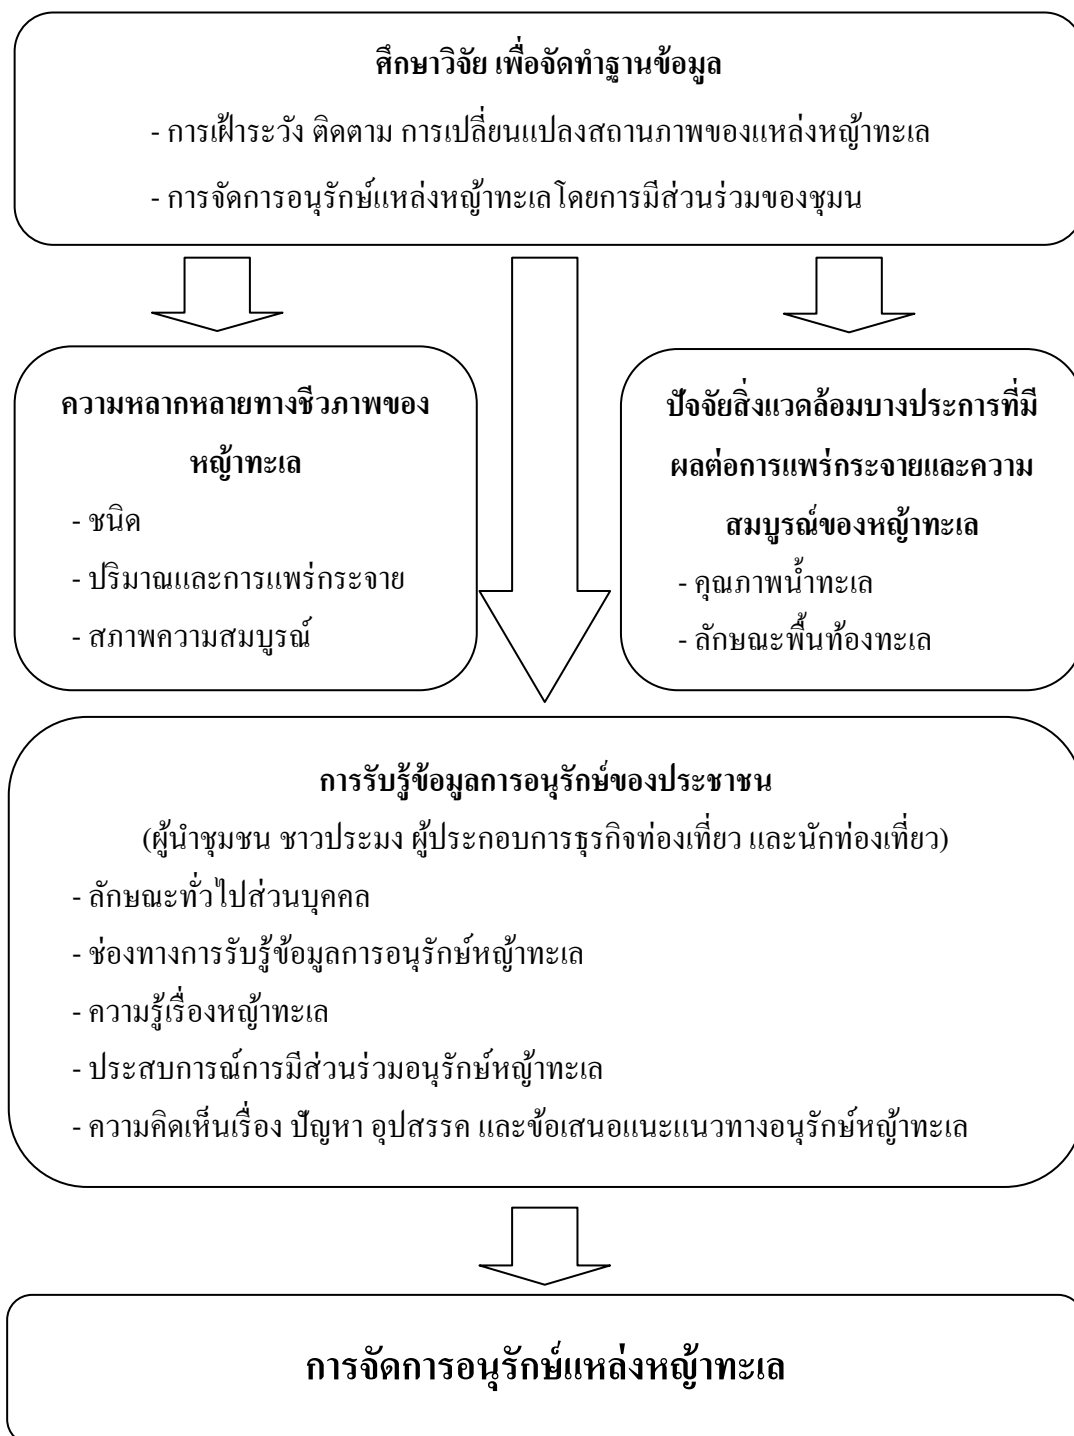 ศึกษาวิจัย เพื่อจัดทำฐานข้อมูล
- การเฝ้าระวัง ติดตาม การเปลี่ยนแปลงสถานภาพของแหล่งหญ้าทะเล
- การจัดการอนุรักษ์แหล่งหญ้าทะเลโดยการมีส่วนร่วมของชุมน
ความหลากหลายทางชีวภาพของ
หญ้าทะเล
- ชนิด
- ปริมาณและการแพร่กระจาย
- สภาพความสมบูรณ์
ปัจจัยสิ่งแวดล้อมบางประการที่มี
ผลต่อการแพร่กระจายและความ
สมบูรณ์ของหญ้าทะเล
- คุณภาพน้ำทะเล
- ลักษณะพื้นท้องทะเล
การรับรู้ข้อมูลการอนุรักษ์ของประชาชน
(ผู้นำชุมชน ชาวประมง ผู้ประกอบการธุรกิจท่องเที่ยว และนักท่องเที่ยว)
- ลักษณะทั่วไปส่วนบุคคล
- ช่องทางการรับรู้ข้อมูลการอนุรักษ์หญ้าทะเล
- ความรู้เรื่องหญ้าทะเล
- ประสบการณ์การมีส่วนร่วมอนุรักษ์หญ้าทะเล
- ความคิดเห็นเรื่อง ปัญหา อุปสรรค และข้อเสนอแนะแนวทางอนุรักษ์หญ้าทะเล
การจัดการอนุรักษ์แหล่งหญ้าทะเล